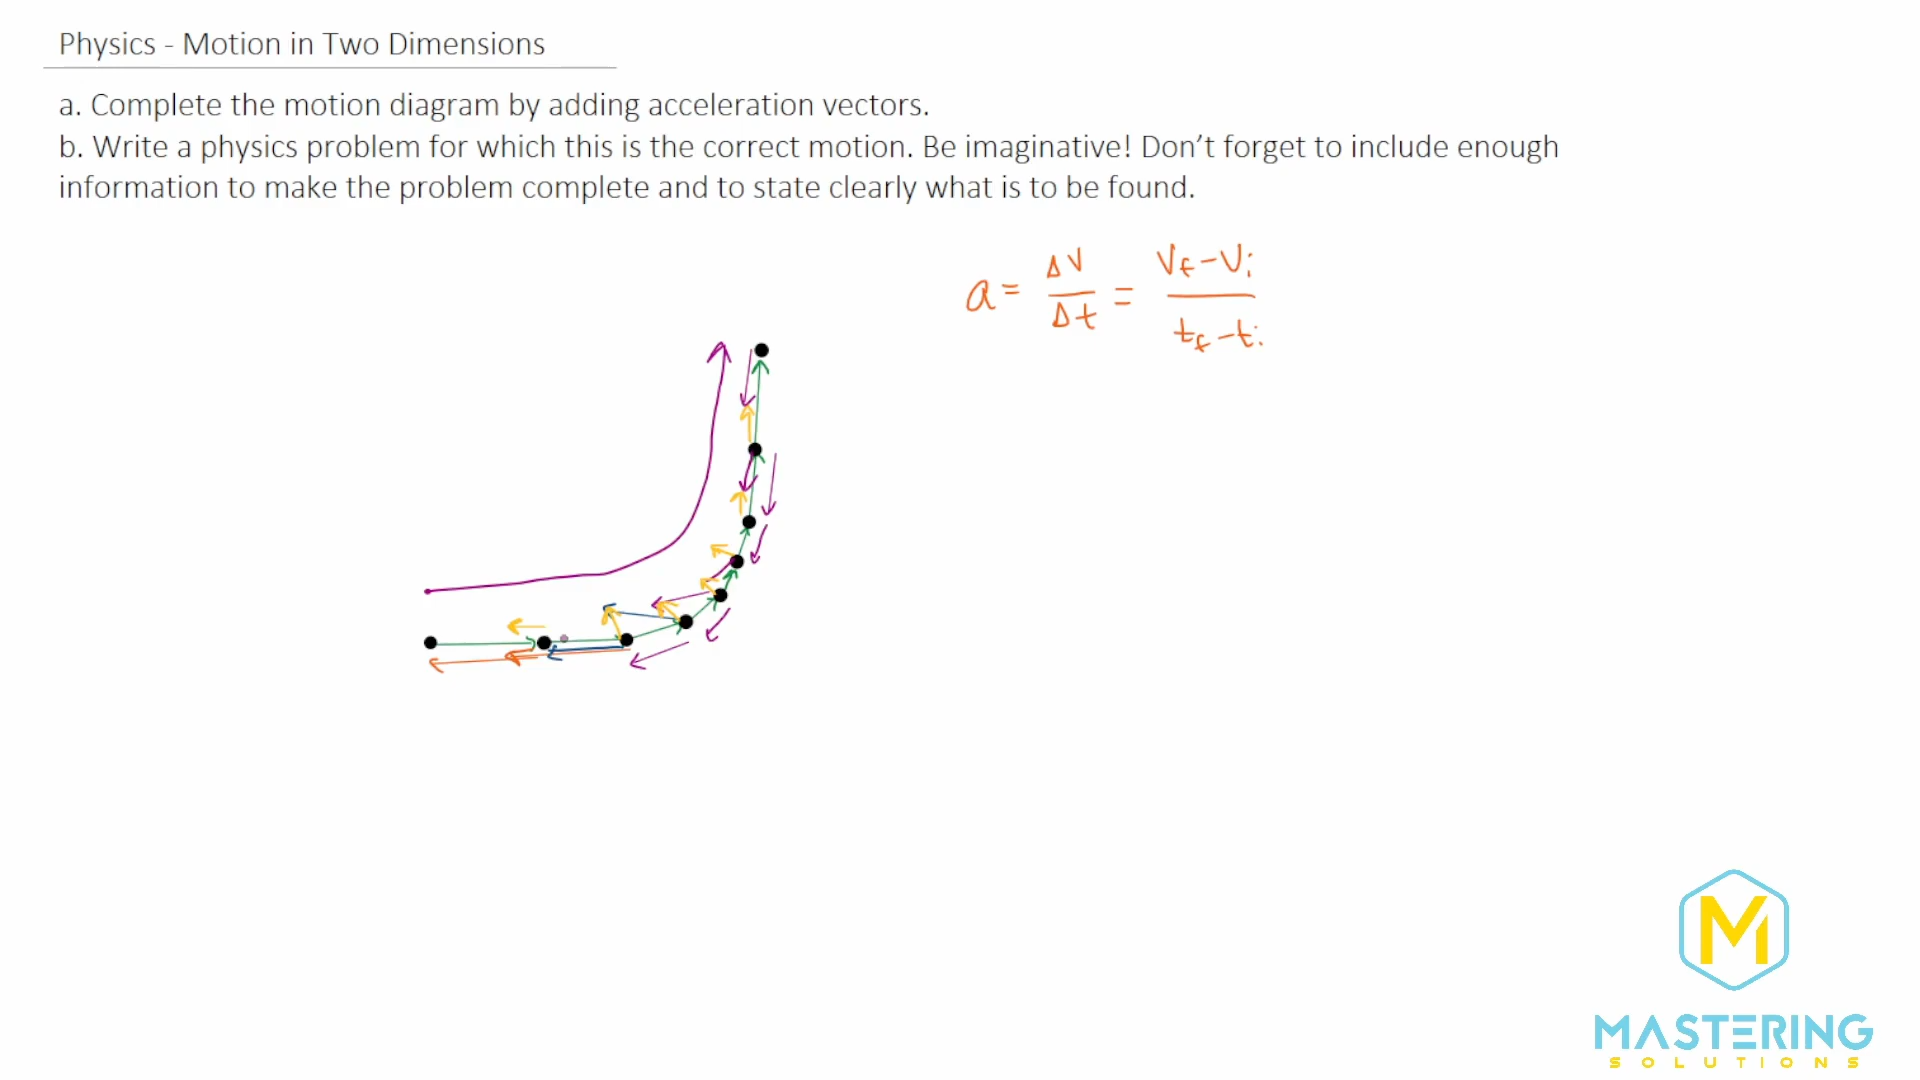 Physics - Motion in Two Dimensions
a. Complete the motion diagram by adding acceleration vectors.
b. Write a physics problem for which this is the correct motion. Be imaginative! Don’t forget to include enough
information to make the problem complete and to state clearly what is to be found.
a = ΔV/Δt = (Vf - Vi)/(tf - ti)
MASTERING
SOLUTIONS